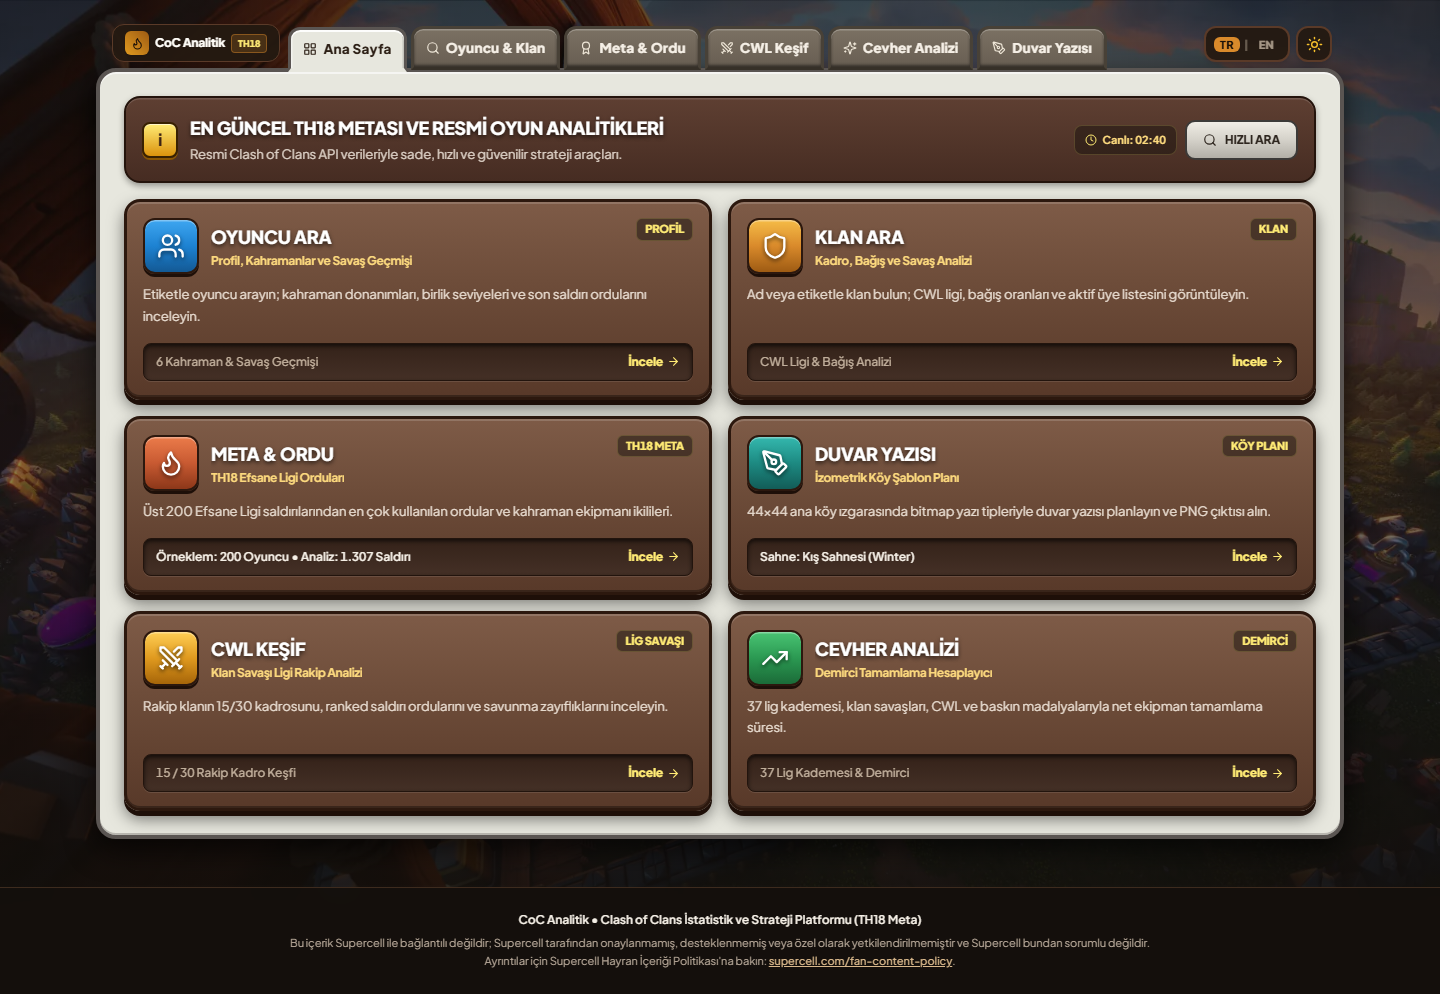 CoC Analitik TH18
Ana Sayfa
Oyuncu & Klan
Meta & Ordu
CWL Keşif
Cevher Analizi
Duvar Yazısı
TR | EN
i
EN GÜNCEL TH18 METASI VE RESMİ OYUN ANALİTİKLERİ
Resmi Clash of Clans API verileriyle sade, hızlı ve güvenilir strateji araçları.
Canlı: 02:40
HIZLI ARA
OYUNCU ARA
PROFİL
Profil, Kahramanlar ve Savaş Geçmişi
Etiketle oyuncu arayın; kahraman donanımları, birlik seviyeleri ve son saldırı ordularını
inceleyin.
6 Kahraman & Savaş Geçmişi
İncele →
KLAN ARA
KLAN
Kadro, Bağış ve Savaş Analizi
Ad veya etiketle klan bulun; CWL ligi, bağış oranları ve aktif üye listesini görüntüleyin.
CWL Ligi & Bağış Analizi
İncele →
META & ORDU
TH18 META
TH18 Efsane Ligi Orduları
Üst 200 Efsane Ligi saldırılarından en çok kullanılan ordular ve kahraman ekipmanı ikilileri.
Örneklem: 200 Oyuncu • Analiz: 1.307 Saldırı
İncele →
DUVAR YAZISI
KÖY PLANI
İzometrik Köy Şablon Planı
44×44 ana köy ızgarasında bitmap yazı tipleriyle duvar yazısı planlayın ve PNG çıktısı alın.
Sahne: Kış Sahnesi (Winter)
İncele →
CWL KEŞİF
LİG SAVAŞI
Klan Savaşı Ligi Rakip Analizi
Rakip klanın 15/30 kadrosunu, ranked saldırı ordularını ve savunma zayıflıklarını inceleyin.
15 / 30 Rakip Kadro Keşfi
İncele →
CEVHER ANALİZİ
DEMİRCİ
Demirci Tamamlama Hesaplayıcı
37 lig kademesi, klan savaşları, CWL ve baskın madalyalarıyla net ekipman tamamlama
süresi.
37 Lig Kademesi & Demirci
İncele →
CoC Analitik • Clash of Clans İstatistik ve Strateji Platformu (TH18 Meta)
Bu içerik Supercell ile bağlantılı değildir; Supercell tarafından onaylanmamış, desteklenmemiş veya özel olarak yetkilendirilmemiştir ve Supercell bundan sorumlu değildir.
Ayrıntılar için Supercell Hayran İçeriği Politikası'na bakın: supercell.com/fan-content-policy.